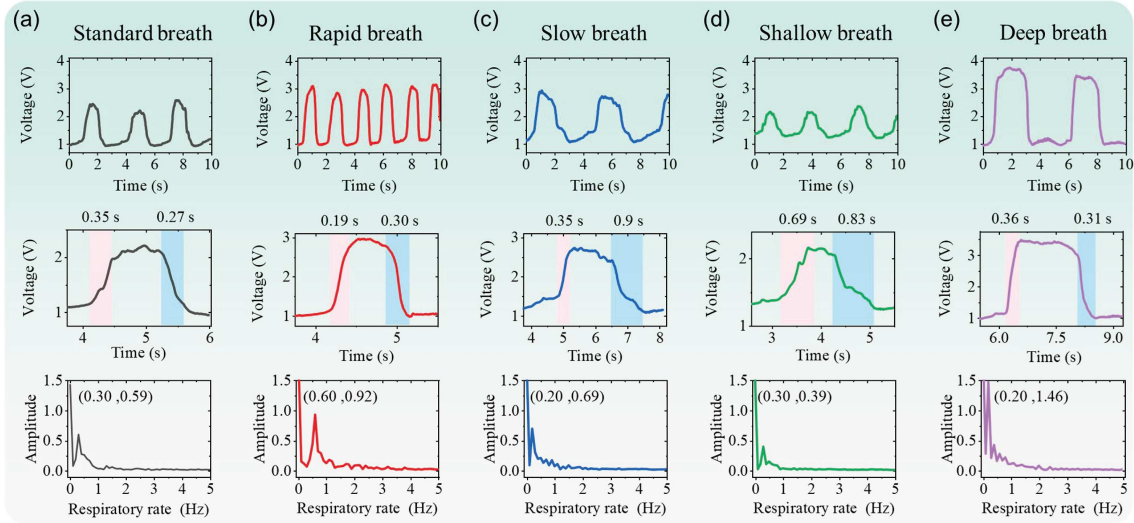 (a)
Standard breath
Voltage (V)
4
3
2
1
0 2 4 6 8 10
Time (s)
0.35 s 0.27 s
Voltage (V)
2
1
4 5 6
Time (s)
Amplitude
1.5
1.0
0.5
0.0
(0.30 ,0.59)
0 1 2 3 4 5
Respiratory rate (Hz)
(b)
Rapid breath
Voltage (V)
4
3
2
1
0 2 4 6 8 10
Time (s)
0.19 s 0.30 s
Voltage (V)
3
2
1
4 5
Time (s)
Amplitude
1.5
1.0
0.5
0.0
(0.60 ,0.92)
0 1 2 3 4 5
Respiratory rate (Hz)
(c)
Slow breath
Voltage (V)
4
3
2
1
0 2 4 6 8 10
Time (s)
0.35 s 0.9 s
Voltage (V)
3
2
1
4 5 6 7 8
Time (s)
Amplitude
1.5
1.0
0.5
0.0
(0.20 ,0.69)
0 1 2 3 4 5
Respiratory rate (Hz)
(d)
Shallow breath
Voltage (V)
4
3
2
1
0 2 4 6 8 10
Time (s)
0.69 s 0.83 s
Voltage (V)
2
1
3 4 5
Time (s)
Amplitude
1.5
1.0
0.5
0.0
(0.30 ,0.39)
0 1 2 3 4 5
Respiratory rate (Hz)
(e)
Deep breath
Voltage (V)
4
3
2
1
0 2 4 6 8 10
Time (s)
0.36 s 0.31 s
Voltage (V)
3
2
1
6.0 7.5 9.0
Time (s)
Amplitude
1.5
1.0
0.5
0.0
(0.20 ,1.46)
0 1 2 3 4 5
Respiratory rate (Hz)